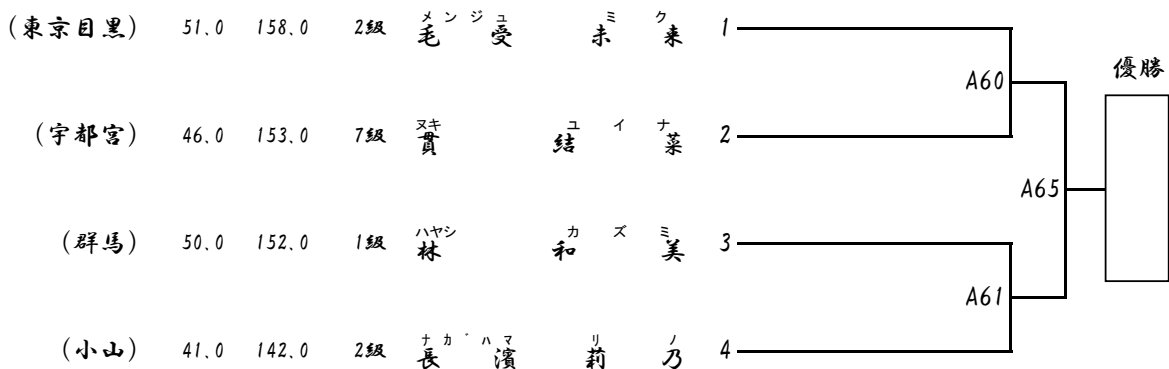 メンジュ ミク
(東京目黒) 51.0 158.0 2級 毛受 未来 1
A60
優勝
ヌキ ユイナ
(宇都宮) 46.0 153.0 7級 貫 結菜 2
A65
ハヤシ カズミ
(群馬) 50.0 152.0 1級 林 和美 3
A61
ナガハマ リノ
(小山) 41.0 142.0 2級 長濱 莉乃 4